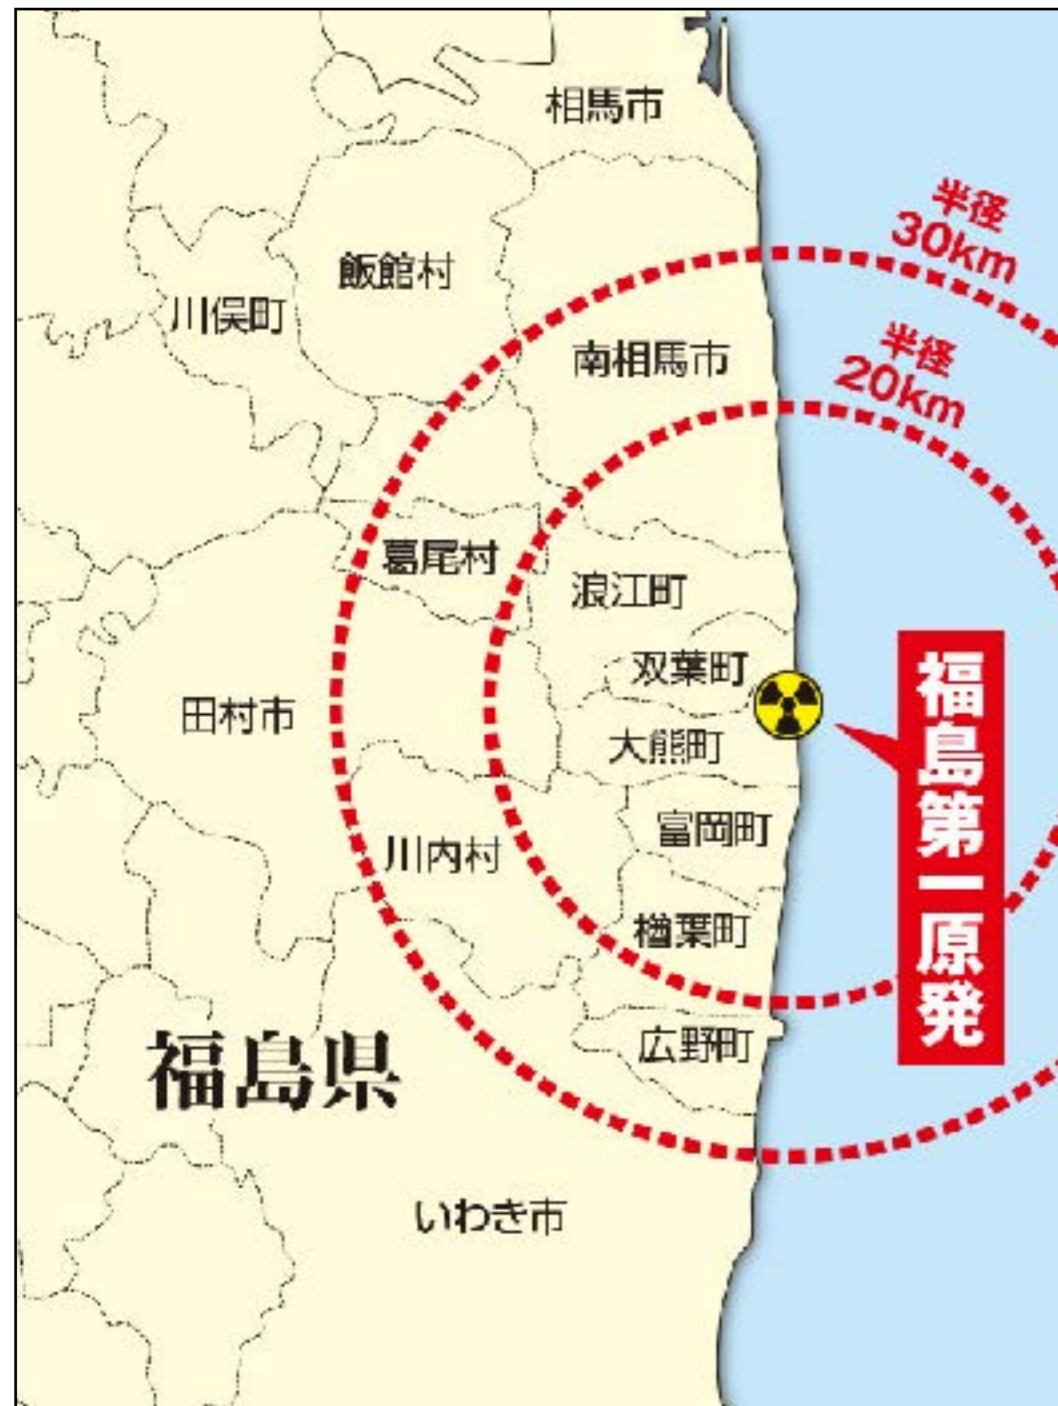 相馬市
半径
30km
飯館村
川俣町
半径
20km
南相馬市
葛尾村
浪江町
双葉町
田村市
大熊町
福島第一原発
富岡町
川内村
楢葉町
広野町
福島県
いわき市